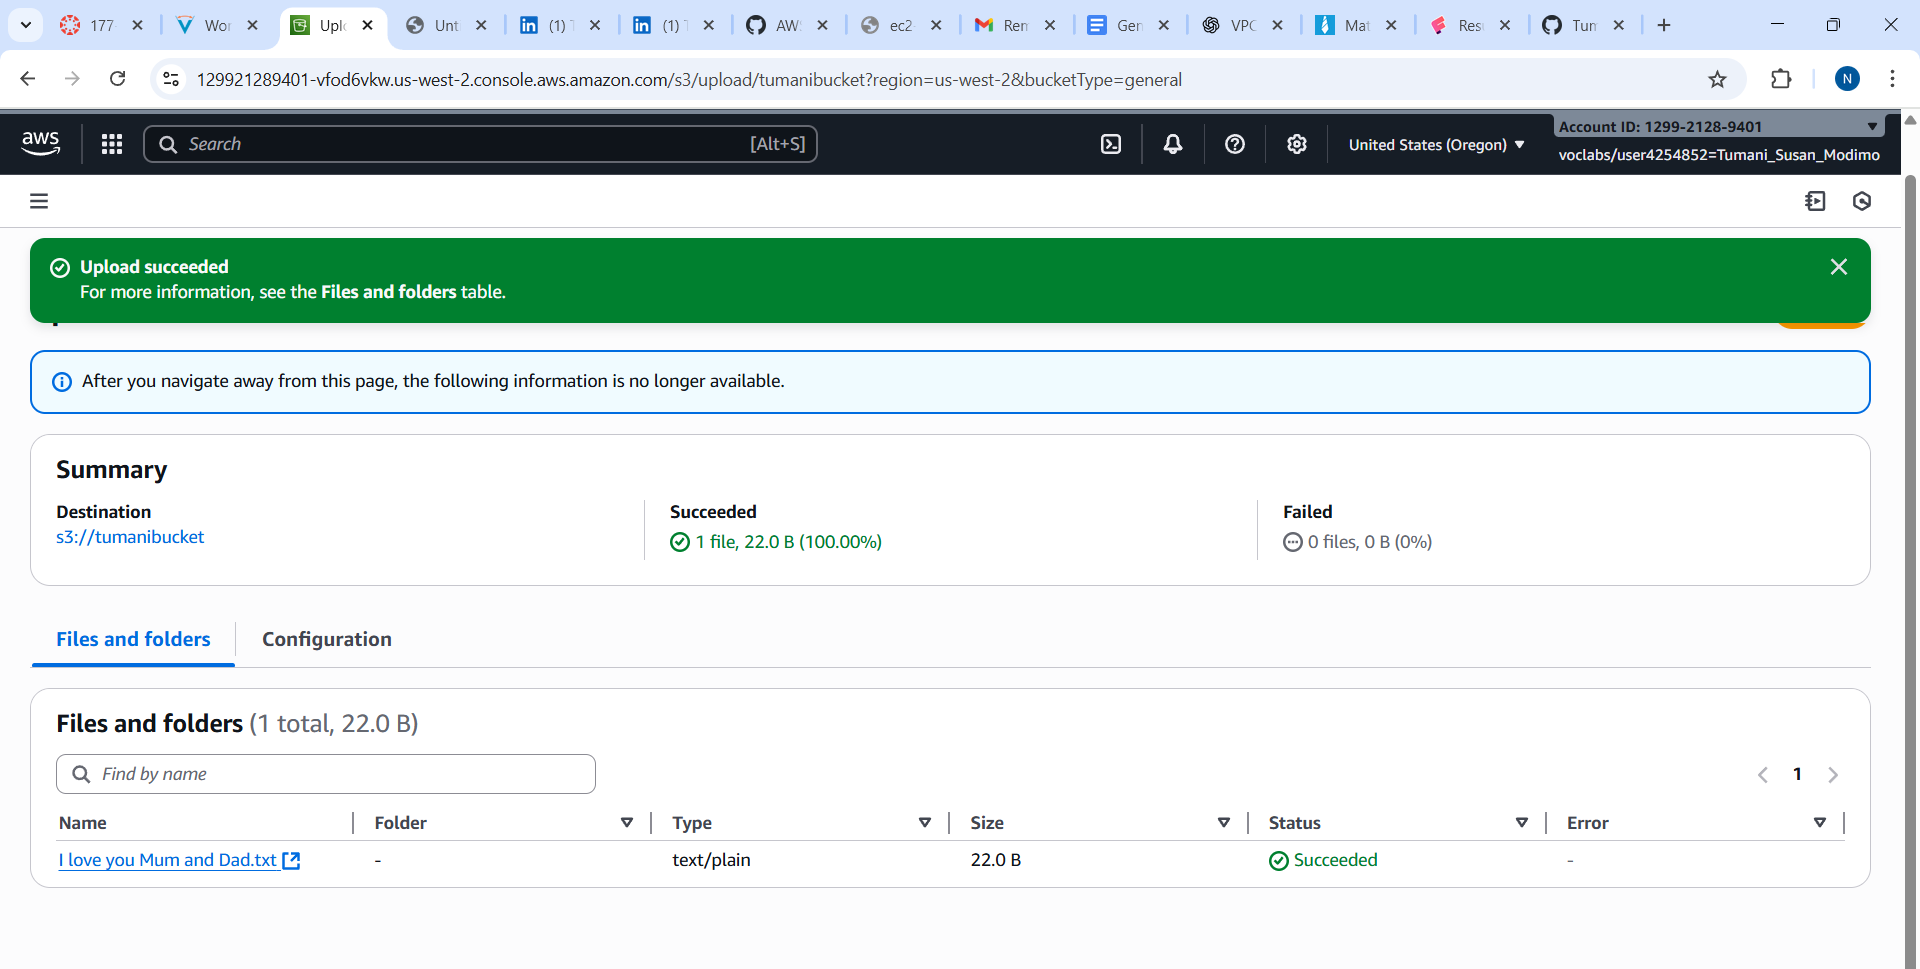 177
Wor
Uplo
Unt
(1) T
(1) T
AW
ec2-
Rem
Gen
VPC
Mat
Res
Tum
129921289401-vfod6vkw.us-west-2.console.aws.amazon.com/s3/upload/tumanibucket?region=us-west-2&bucketType=general
N
aws
Search
[Alt+S]
United States (Oregon)
Account ID: 1299-2128-9401
voclabs/user4254852=Tumani_Susan_Modimo
Upload succeeded
For more information, see the Files and folders table.
After you navigate away from this page, the following information is no longer available.
Summary
Destination
s3://tumanibucket
Succeeded
1 file, 22.0 B (100.00%)
Failed
0 files, 0 B (0%)
Files and folders
Configuration
Files and folders (1 total, 22.0 B)
Find by name
1
Name Folder Type Size Status Error
I love you Mum and Dad.txt - text/plain 22.0 B Succeeded -